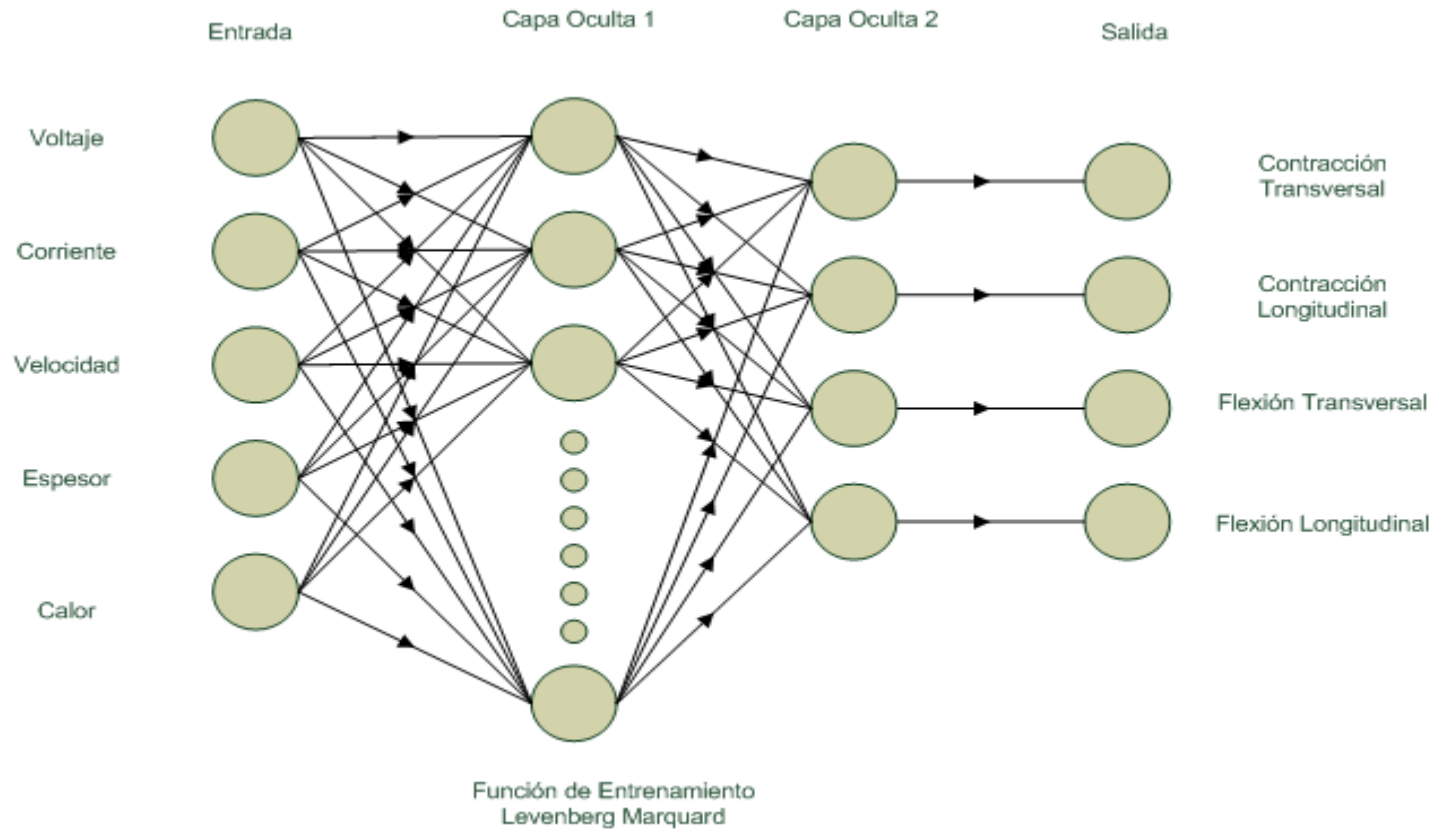 Entrada
Capa Oculta 1
Capa Oculta 2
Salida
Voltaje
Corriente
Velocidad
Espesor
Calor
Contracción
Transversal
Contracción
Longitudinal
Flexión Transversal
Flexión Longitudinal
Función de Entrenamiento
Levenberg Marquard